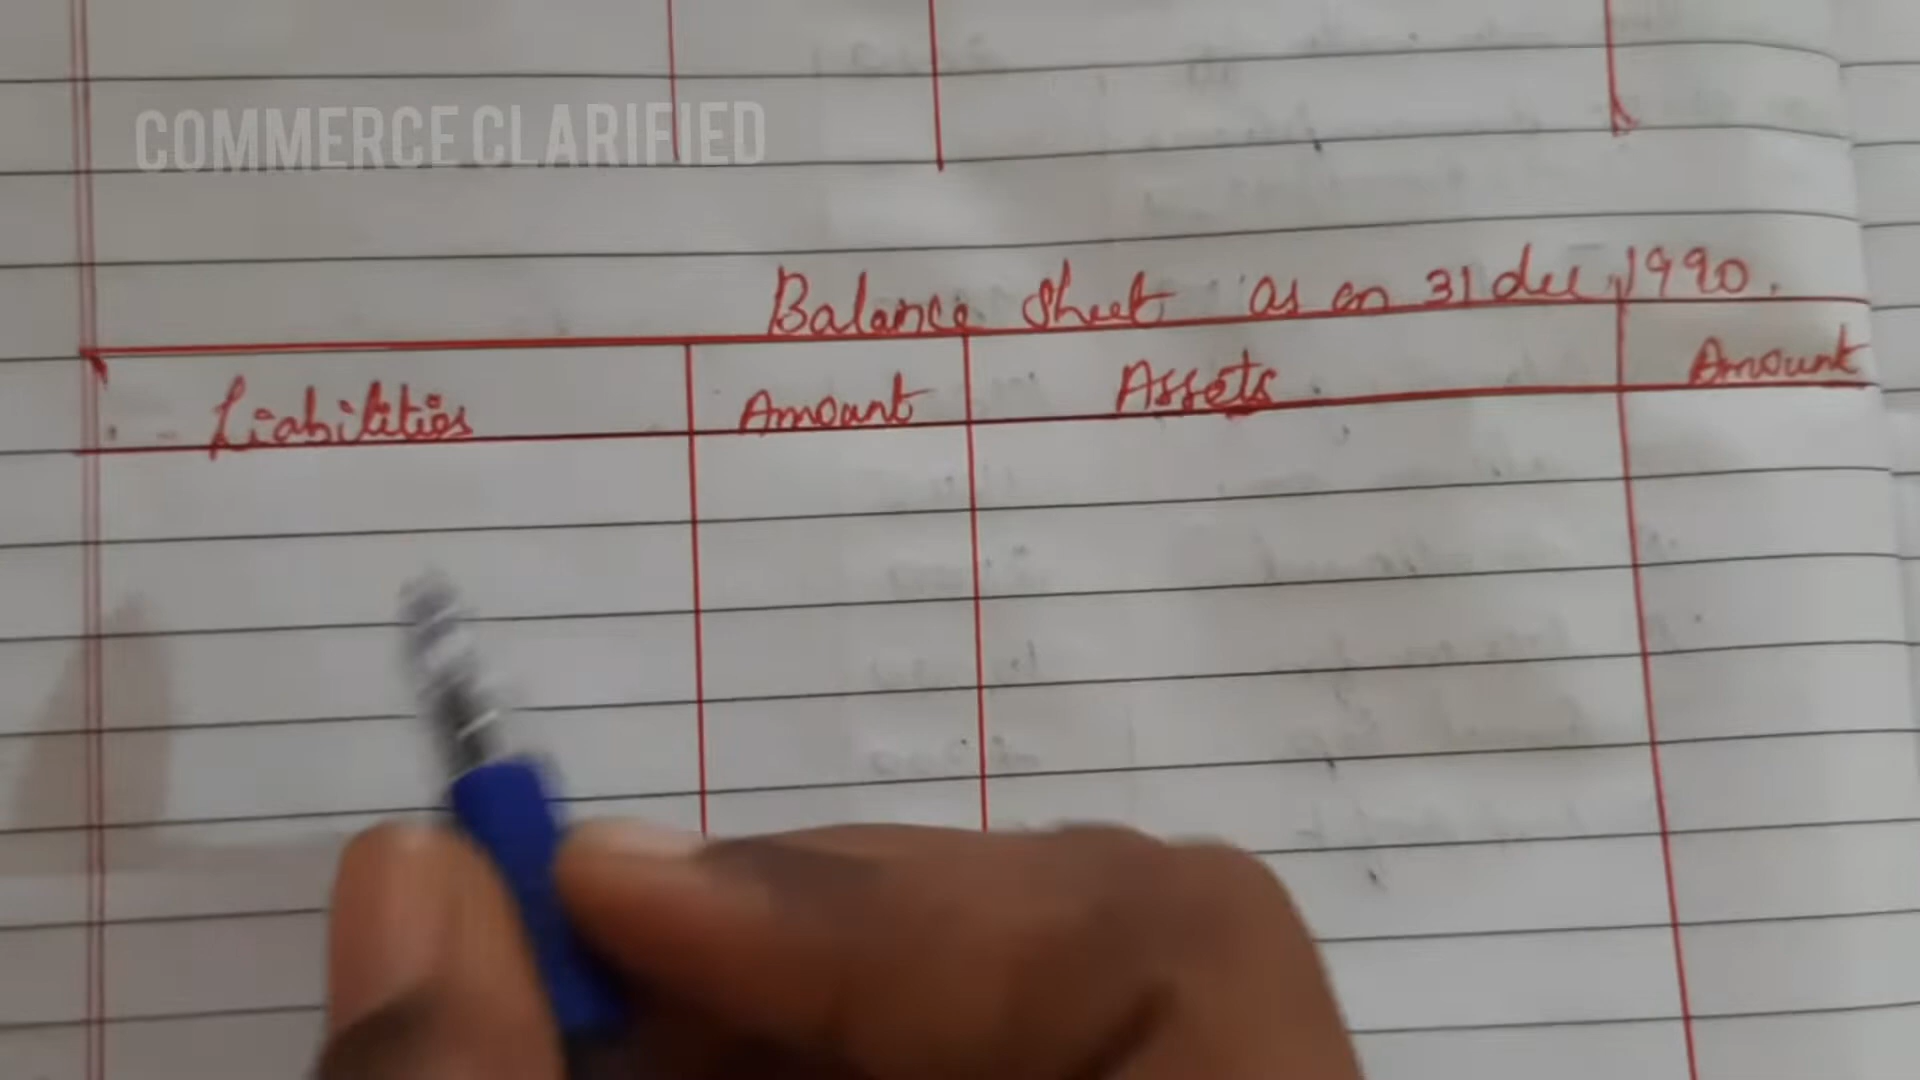 COMMERCE CLARIFIED
Balance Sheet as on 31 dec, 1990.
Liabilities Amount Assets Amount